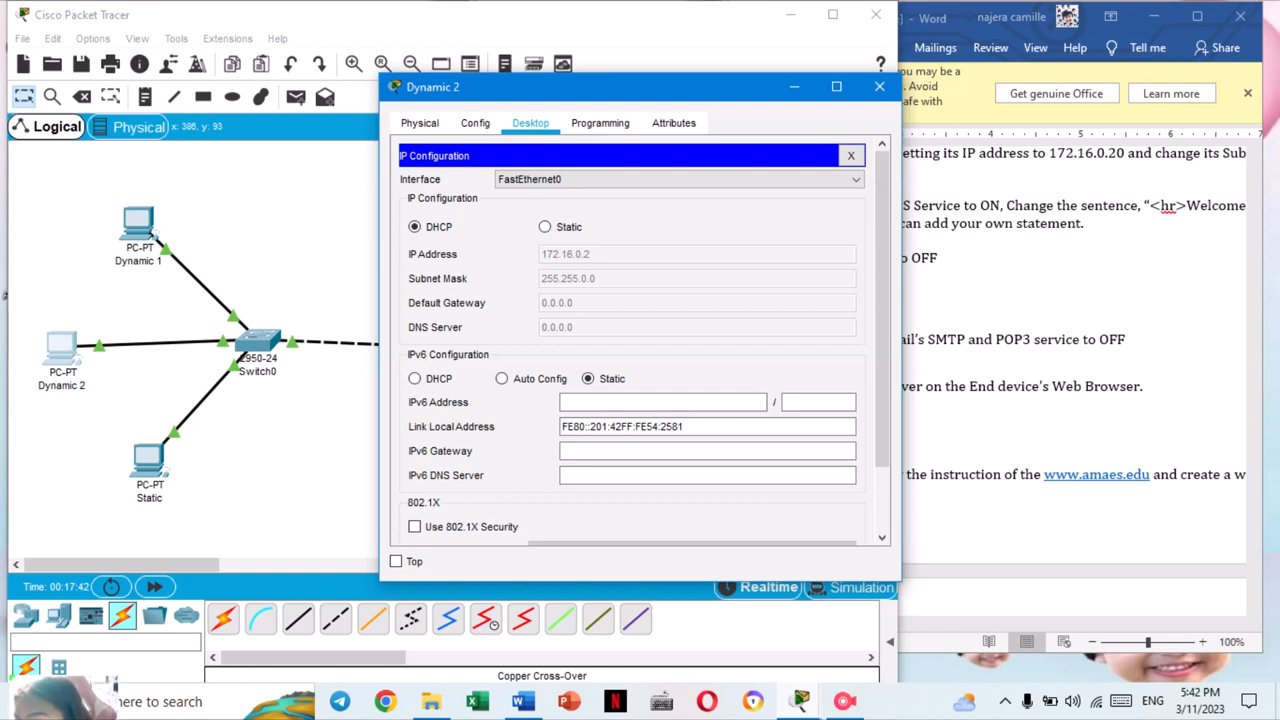 Cisco Packet Tracer
File Edit Options View Tools Extensions Help
Logical
Physical
x: 386, y: 93
PC-PT
Dynamic 1
PC-PT
Dynamic 2
2950-24
Switch0
PC-PT
Static
Dynamic 2
Physical Config Desktop Programming Attributes
IP Configuration
X
Interface
FastEthernet0
IP Configuration
DHCP
Static
IP Address
172.16.0.2
Subnet Mask
255.255.0.0
Default Gateway
0.0.0.0
DNS Server
0.0.0.0
IPv6 Configuration
DHCP
Auto Config
Static
IPv6 Address
/
Link Local Address
FE80::201:42FF:FE54:2581
IPv6 Gateway
IPv6 DNS Server
802.1X
Use 802.1X Security
Top
Time: 00:17:42
Realtime
Simulation
Copper Cross-Over
- Word
najera camille
Mailings Review View Help Tell me Share
you may be a
Avoid
safe with
Get genuine Office
Learn more
4 5 6 7
etting its IP address to 172.16.0.20 and change its Sub
S Service to ON, Change the sentence, “<hr>Welcome
can add your own statement.
o OFF
ail's SMTP and POP3 service to OFF
ver on the End device's Web Browser.
the instruction of the www.amaes.edu and create a w
100%
here to search
ENG
5:42 PM
3/11/2023